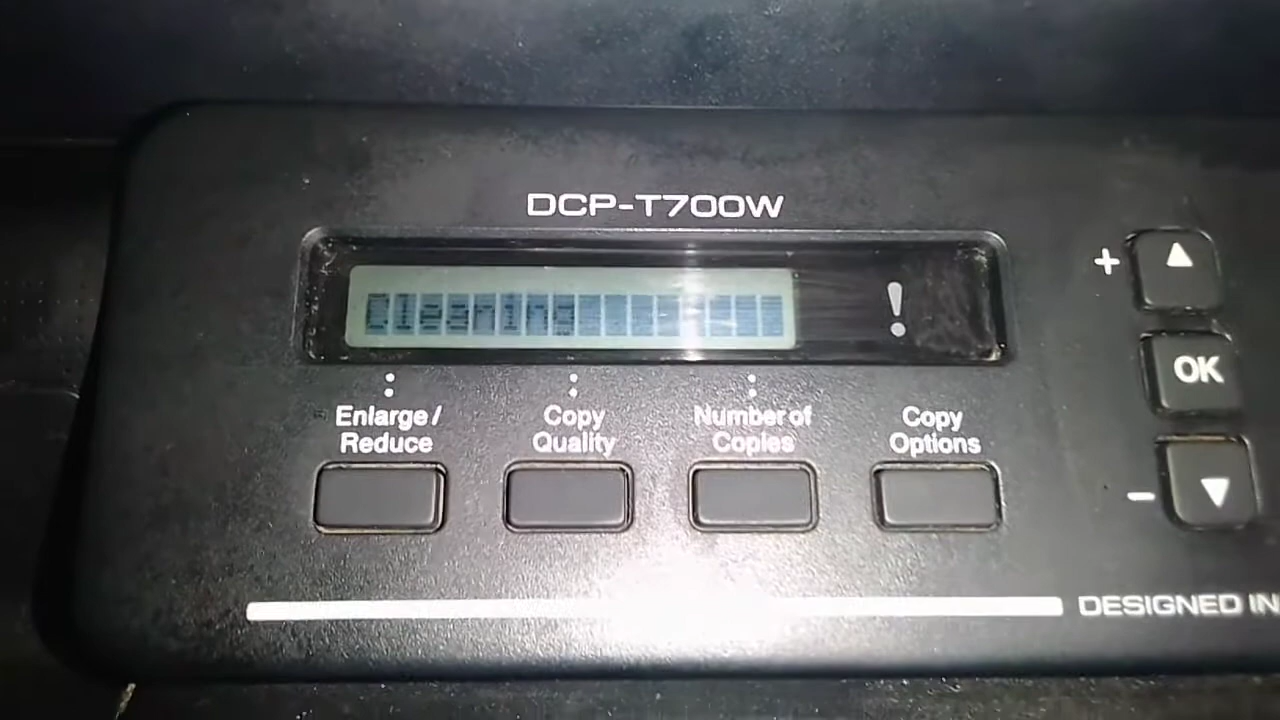 DCP-T700W
Cleaning
!
+
OK
-
Enlarge /
Reduce
Copy
Quality
Number of
Copies
Copy
Options
DESIGNED IN